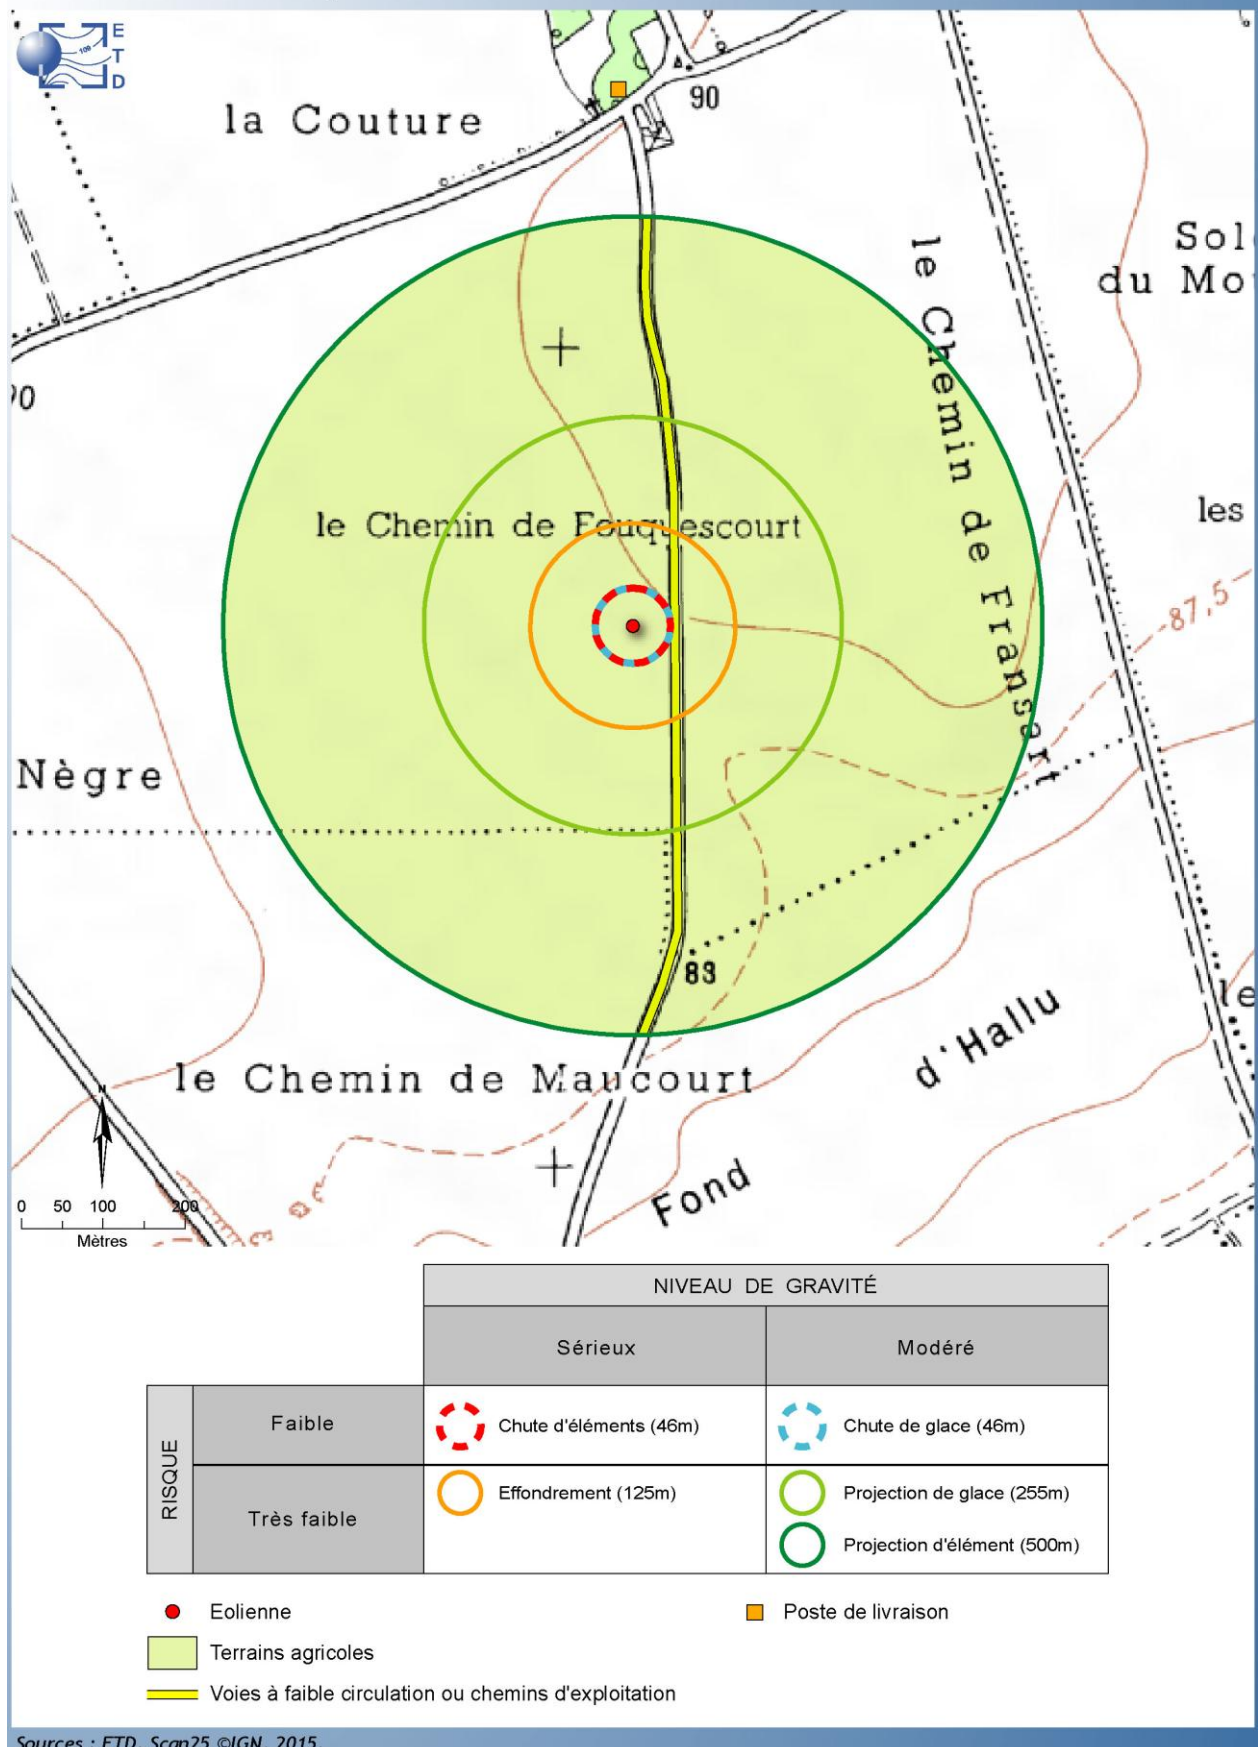 E
T
D
100
la Couture
90
Sol
du Mo
le Chemin de Fransart
90
le Chemin de Fouquescourt
les
87,5
Nègre
83
le
d'Hallu
le Chemin de Maucourt
Fond
N
0 50 100 200
Mètres
NIVEAU DE GRAVITÉ
Sérieux Modéré
RISQUE
Faible Chute d'éléments (46m) Chute de glace (46m)
Très faible Effondrement (125m) Projection de glace (255m)
Projection d'élément (500m)
Eolienne Poste de livraison
Terrains agricoles
Voies à faible circulation ou chemins d'exploitation
Sources : ETD, Scan25 ©IGN, 2015